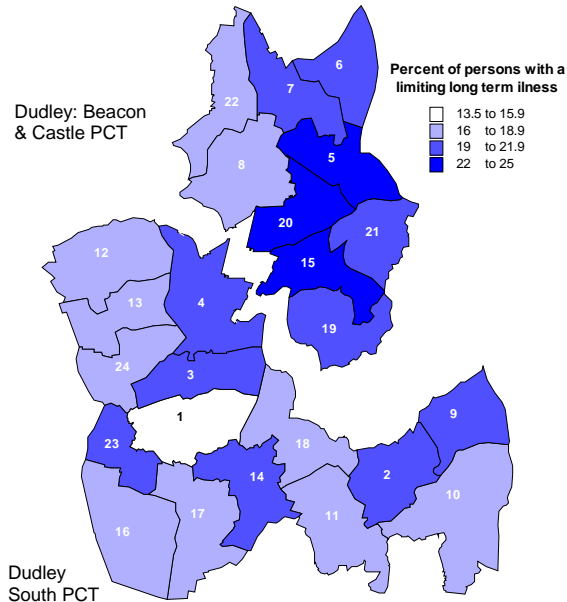 6
Percent of persons with a
limiting long term ilness
7
13.5 to 15.9
22
16 to 18.9
Dudley: Beacon
& Castle PCT
19 to 21.9
5
22 to 25
8
20
21
12
15
13
4
19
24
3
9
1
23
18
14
2
10
17
11
16
Dudley
South PCT